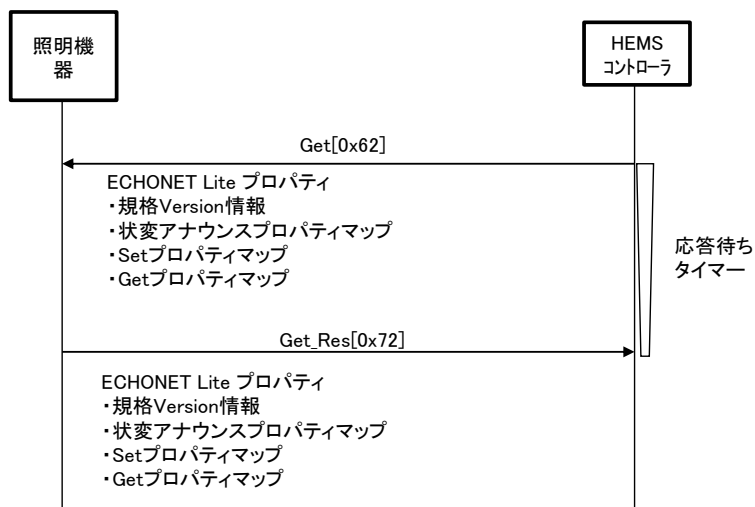 照明機
器
HEMS
コントローラ
Get[0x62]
ECHONET Lite プロパティ
・規格Version情報
・状変アナウンスプロパティマップ
・Setプロパティマップ
・Getプロパティマップ
応答待ち
タイマー
Get_Res[0x72]
ECHONET Lite プロパティ
・規格Version情報
・状変アナウンスプロパティマップ
・Setプロパティマップ
・Getプロパティマップ